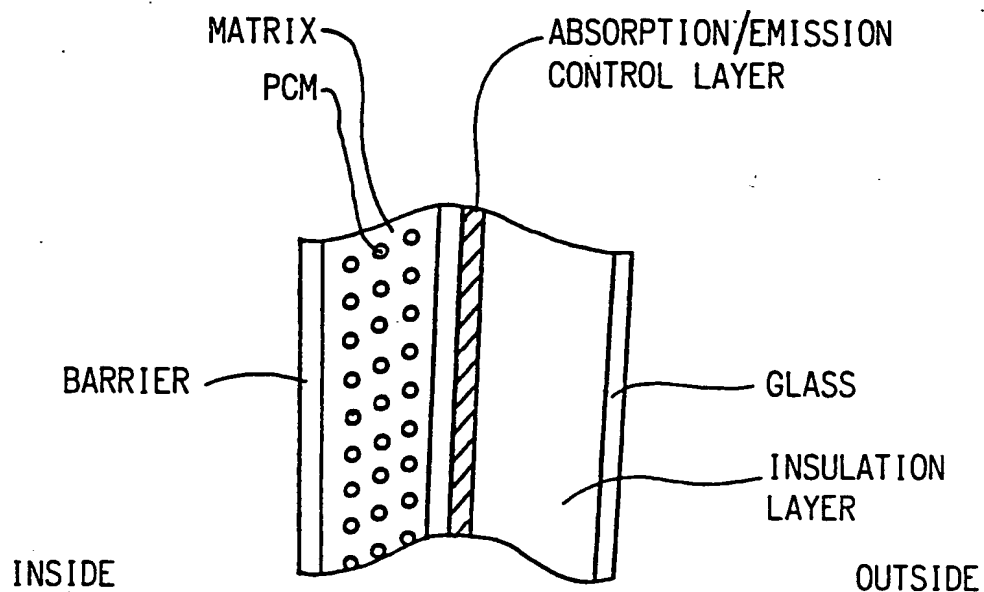 MATRIX
PCM
ABSORPTION/EMISSION
CONTROL LAYER
BARRIER
GLASS
INSULATION
LAYER
INSIDE
OUTSIDE